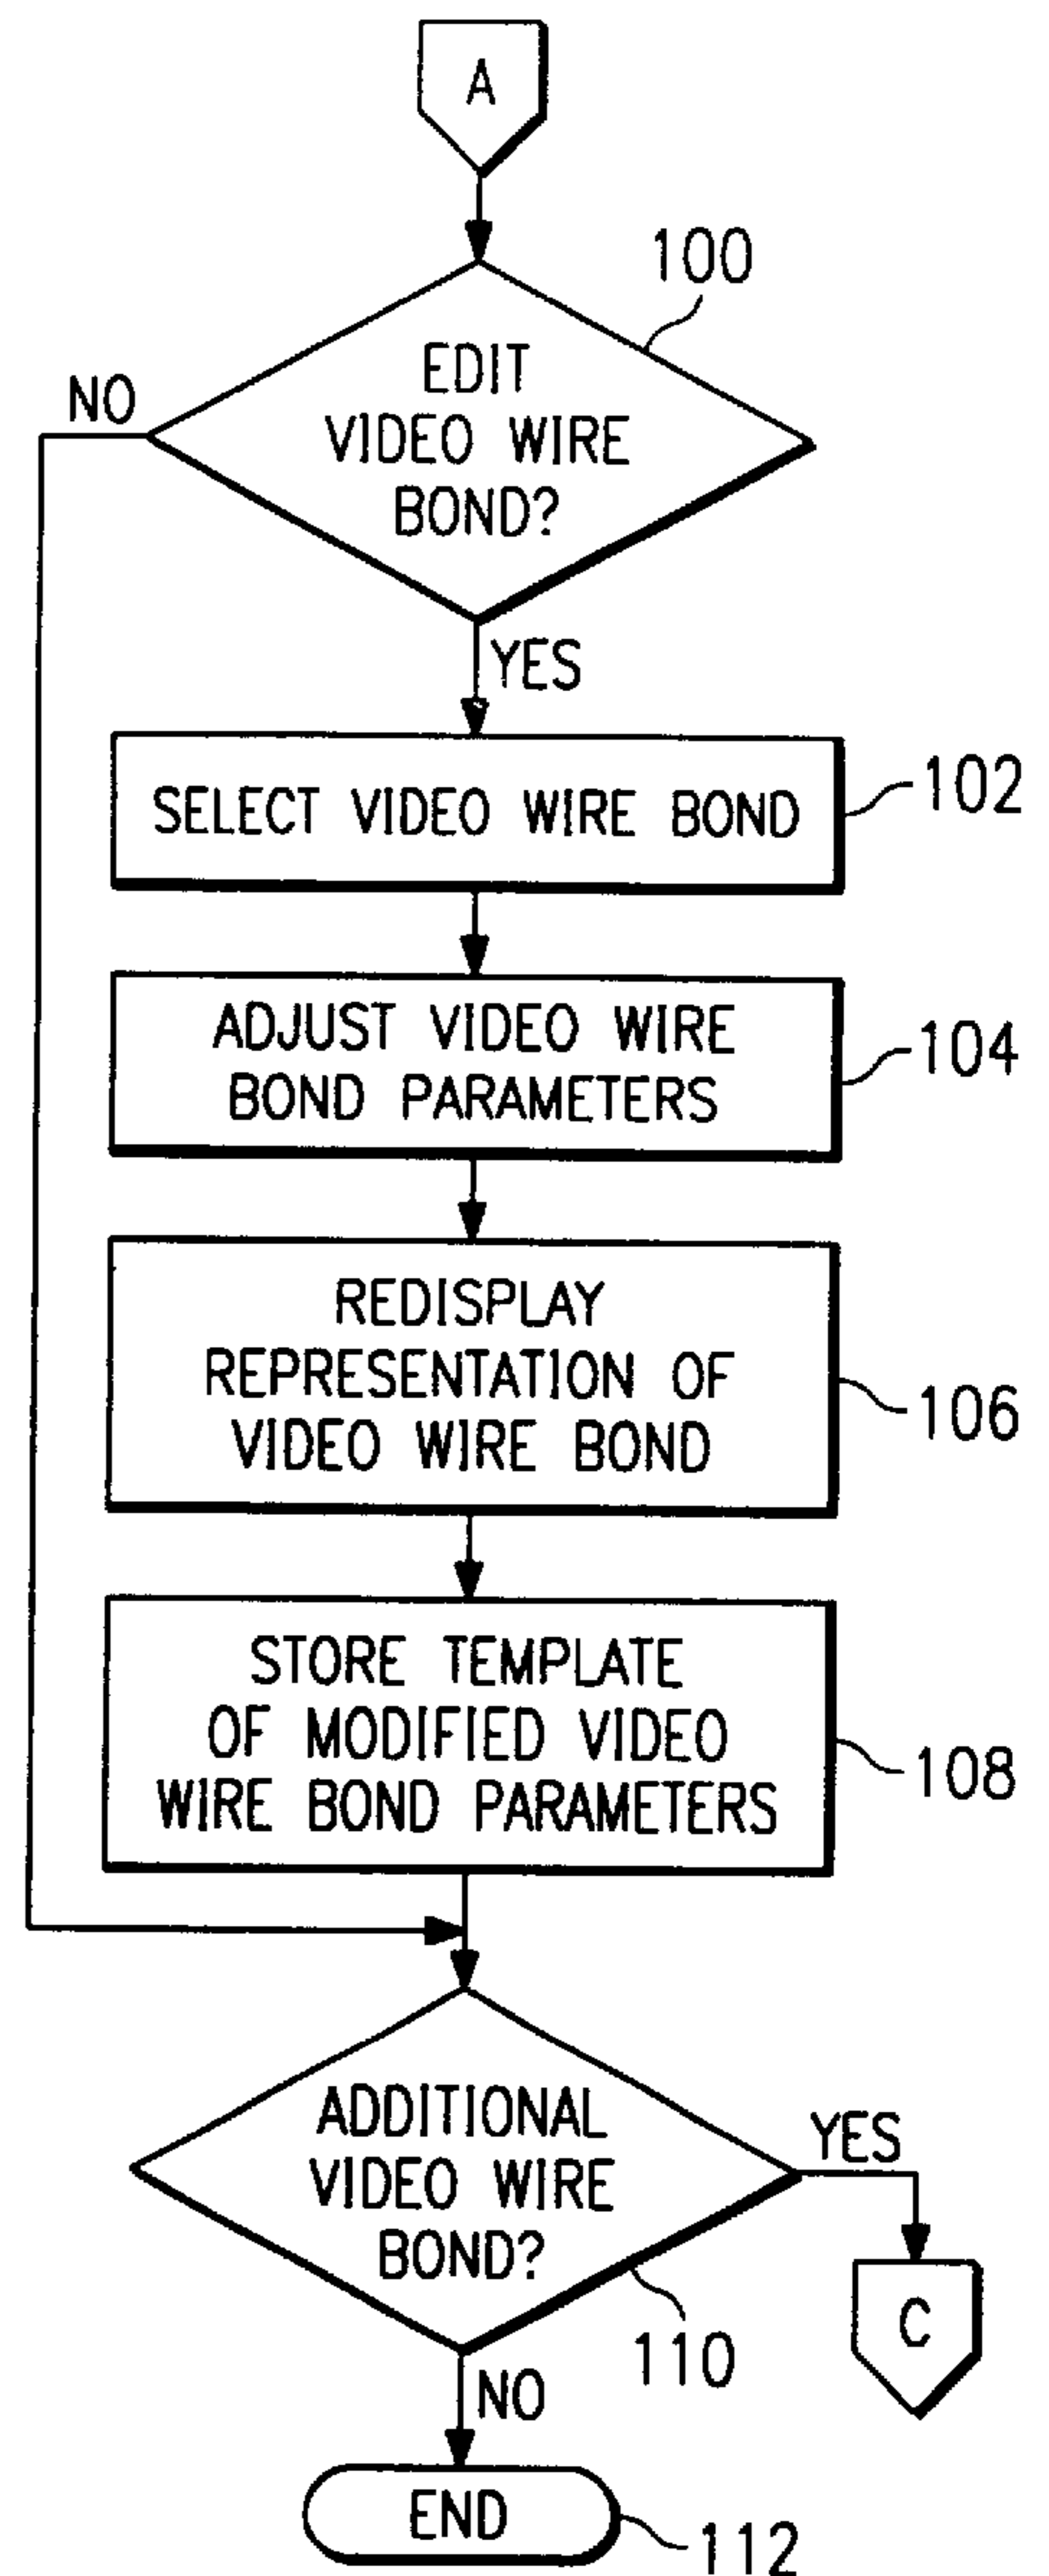 A
100
EDIT
VIDEO WIRE
BOND?
NO
YES
SELECT VIDEO WIRE BOND
102
ADJUST VIDEO WIRE
BOND PARAMETERS
104
REDISPLAY
REPRESENTATION OF
VIDEO WIRE BOND
106
STORE TEMPLATE
OF MODIFIED VIDEO
WIRE BOND PARAMETERS
108
ADDITIONAL
VIDEO WIRE
BOND?
YES
C
110
NO
END
112